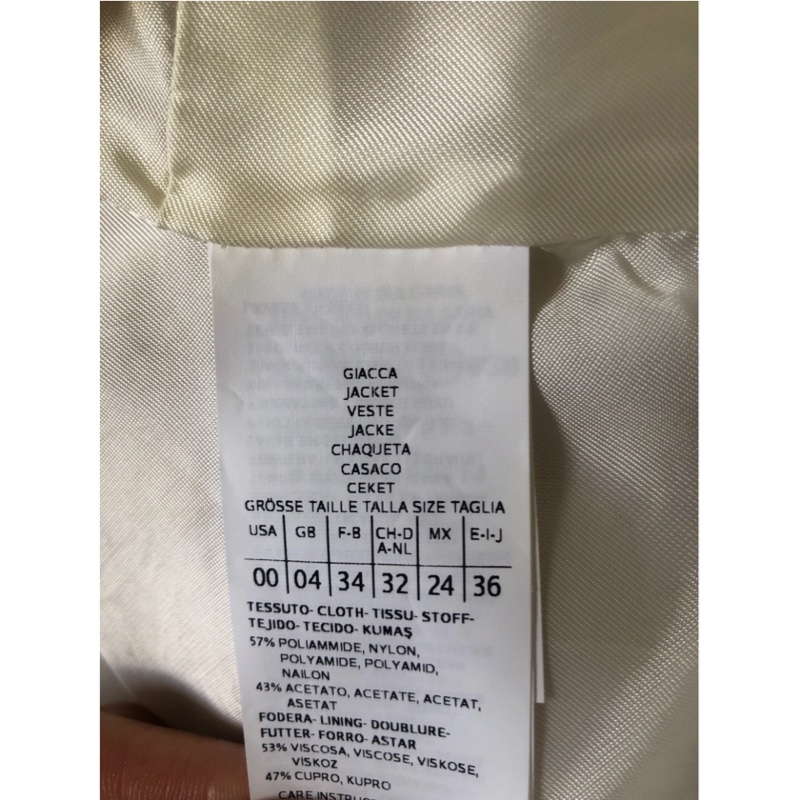 GIACCA
JACKET
VESTE
JACKE
CHAQUETA
CASACO
CEKET
GRÖSSE TAILLE TALLA SIZE TAGLIA
USA GB F-B CH-D A-NL MX E-I-J
00 04 34 32 24 36
TESSUTO- CLOTH- TISSU- STOFF-
TEJIDO- TECIDO- KUMAŞ
57% POLIAMMIDE, NYLON,
POLYAMIDE, POLYAMID,
NAILON
43% ACETATO, ACETATE, ACETAT,
ASETAT
FODERA- LINING- DOUBLURE-
FUTTER- FORRO- ASTAR
53% VISCOSA, VISCOSE, VISKOSE,
VISKOZ
47% CUPRO, KUPRO
CARE